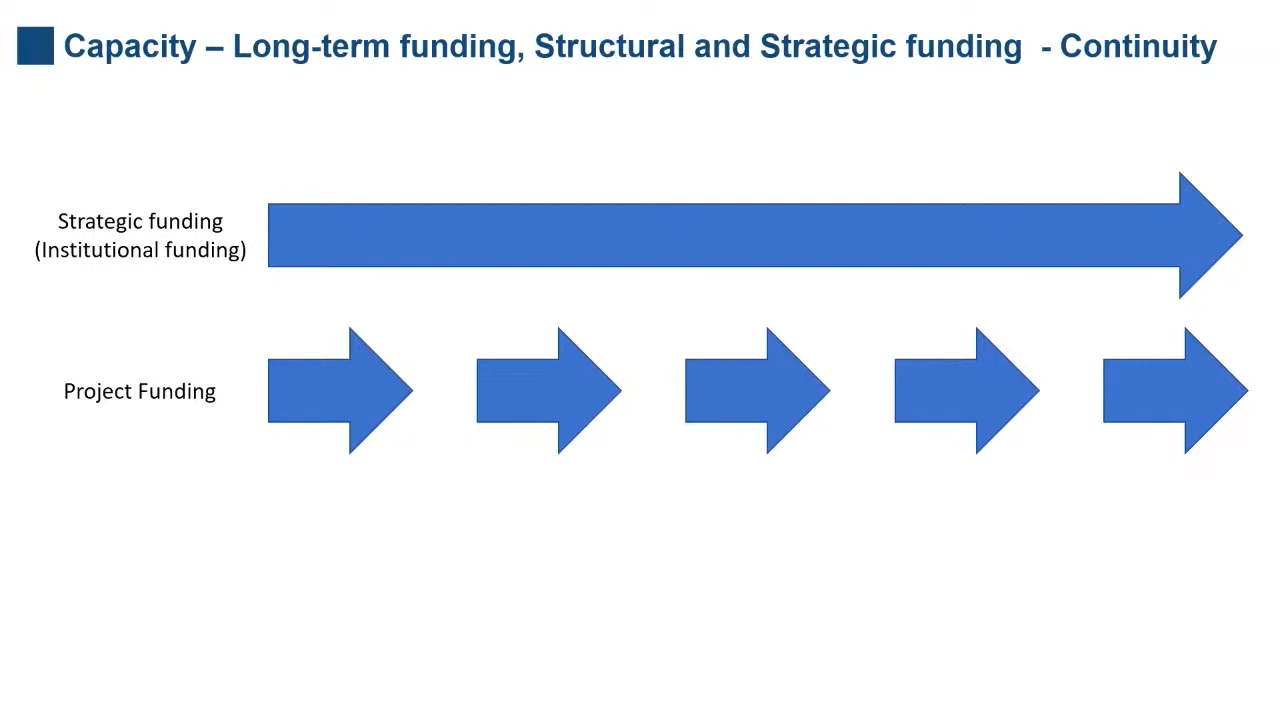 Capacity – Long-term funding, Structural and Strategic funding  - Continuity
Strategic funding
(Institutional funding)
Project Funding